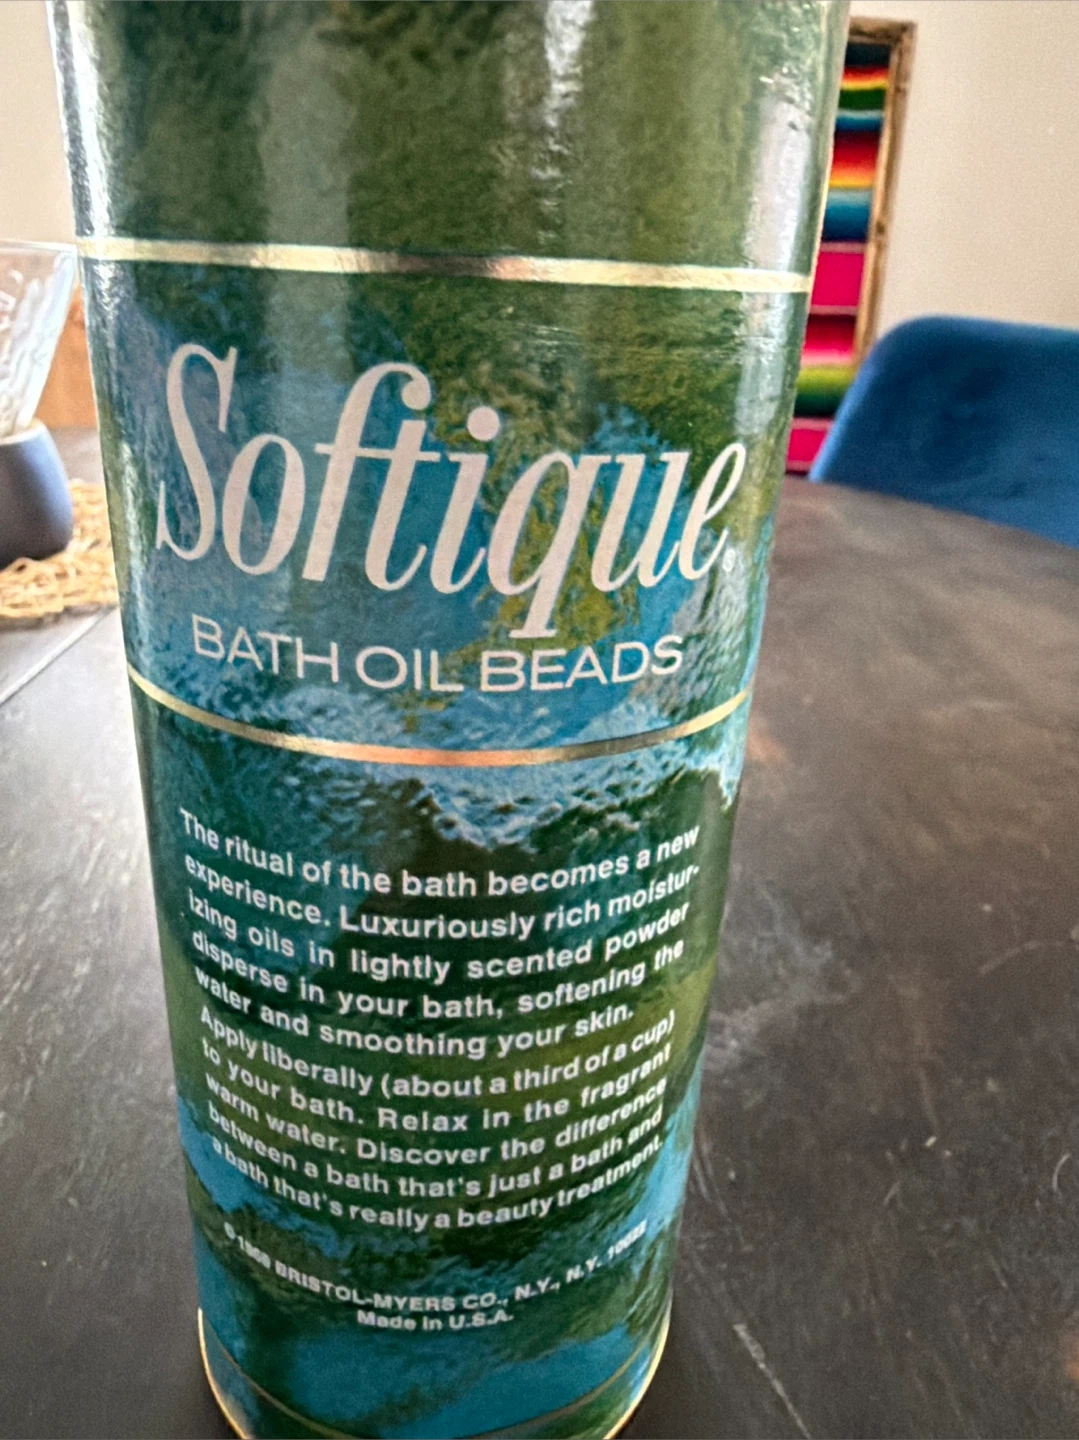 Softique®
BATH OIL BEADS
The ritual of the bath becomes a new
experience. Luxuriously rich moistur-
izing oils in lightly scented powder
disperse in your bath, softening the
water and smoothing your skin.
Apply liberally (about a third of a cup)
to your bath. Relax in the fragrant
warm water. Discover the difference
between a bath that's just a bath and
a bath that's really a beauty treatment.
© BRISTOL-MYERS CO., N.Y., N.Y. 10022
Made in U.S.A.